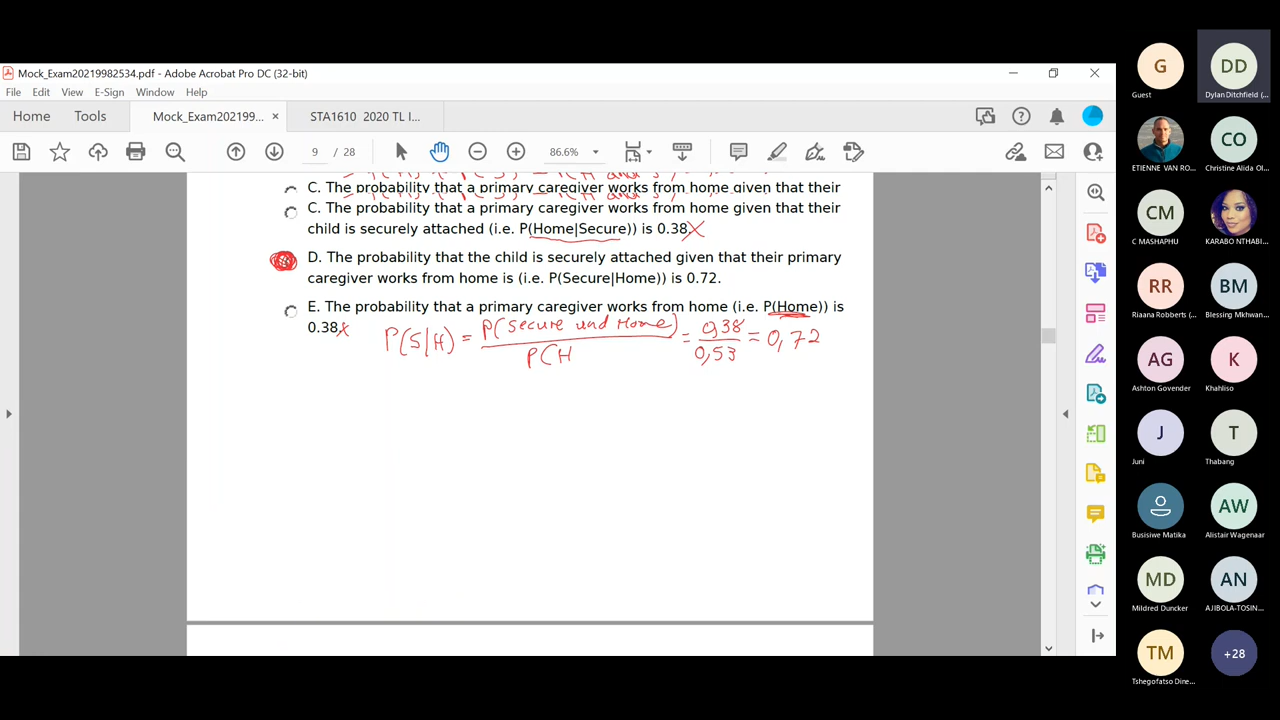 Mock_Exam20219982534.pdf - Adobe Acrobat Pro DC (32-bit)
File Edit View E-Sign Window Help
Home Tools Mock_Exam202199... × STA1610 2020 TL I...
9 / 28 86.6%
C. The probability that a primary caregiver works from home given that their
C. The probability that a primary caregiver works from home given that their
child is securely attached (i.e. P(Home|Secure)) is 0.38. X
D. The probability that the child is securely attached given that their primary
caregiver works from home is (i.e. P(Secure|Home)) is 0.72.
E. The probability that a primary caregiver works from home (i.e. P(Home)) is
0.38 x
P(S|H) = P(Secure und Home) / P(H = 0,38 / 0,53 = 0,72
G
Guest
DD
Dylan Ditchfield (...
ETIENNE VAN RO...
CO
Christine Alida Ol...
CM
C MASHAPHU
KARABO NTHABI...
RR
Riaana Robberts (...
BM
Blessing Mkhwan...
AG
Ashton Govender
K
Khahliso
J
Juni
T
Thabang
Busisiwe Matika
AW
Alistair Wagenaar
MD
Mildred Duncker
AN
AJIBOLA-TOSIN...
TM
Tshegofatso Dine...
+28